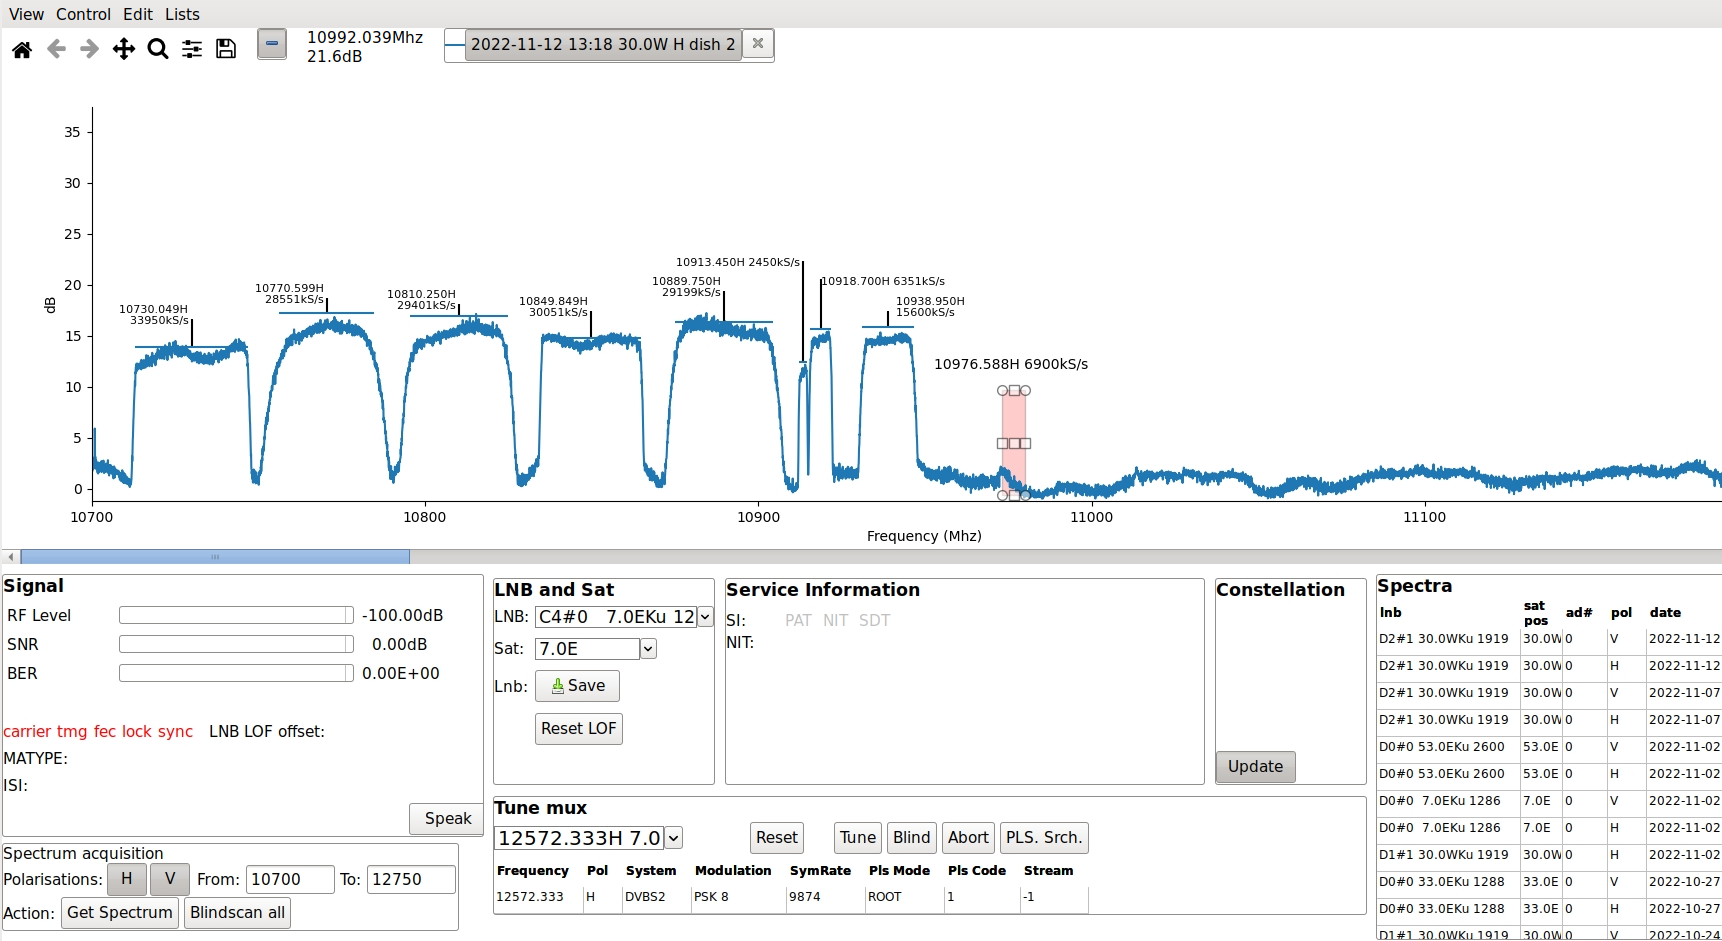 View Control Edit Lists
10992.039Mhz
21.6dB
2022-11-12 13:18 30.0W H dish 2
35
30
25
20
15
10
5
0
dB
10730.049H
33950kS/s
10770.599H
28551kS/s
10810.250H
29401kS/s
10849.849H
30051kS/s
10889.750H
29199kS/s
10913.450H 2450kS/s
10918.700H 6351kS/s
10938.950H
15600kS/s
10976.588H 6900kS/s
10700 10800 10900 11000 11100
Frequency (Mhz)
Signal
RF Level -100.00dB
SNR 0.00dB
BER 0.00E+00
carrier tmg fec lock sync LNB LOF offset:
MATYPE:
ISI:
Speak
Spectrum acquisition
Polarisations: H V From: 10700 To: 12750
Action: Get Spectrum Blindscan all
LNB and Sat
LNB: C4#0 7.0EKu 12
Sat: 7.0E
Lnb: Save
Reset LOF
Service Information
SI: PAT NIT SDT
NIT:
Constellation
Update
Tune mux
12572.333H 7.0 Reset Tune Blind Abort PLS. Srch.
Frequency Pol System Modulation SymRate Pls Mode Pls Code Stream
12572.333 H DVBS2 PSK 8 9874 ROOT 1 -1
Spectra
lnb sat pos ad# pol date
D2#1 30.0WKu 1919 30.0W 0 V 2022-11-12
D2#1 30.0WKu 1919 30.0W 0 H 2022-11-12
D2#1 30.0WKu 1919 30.0W 0 V 2022-11-07
D2#1 30.0WKu 1919 30.0W 0 H 2022-11-07
D0#0 53.0EKu 2600 53.0E 0 V 2022-11-02
D0#0 53.0EKu 2600 53.0E 0 H 2022-11-02
D0#0 7.0EKu 1286 7.0E 0 V 2022-11-02
D0#0 7.0EKu 1286 7.0E 0 H 2022-11-02
D1#1 30.0WKu 1919 30.0W 0 H 2022-11-02
D0#0 33.0EKu 1288 33.0E 0 V 2022-10-27
D0#0 33.0EKu 1288 33.0E 0 H 2022-10-27
D1#1 30.0WKu 1919 30.0W 0 V 2022-10-24